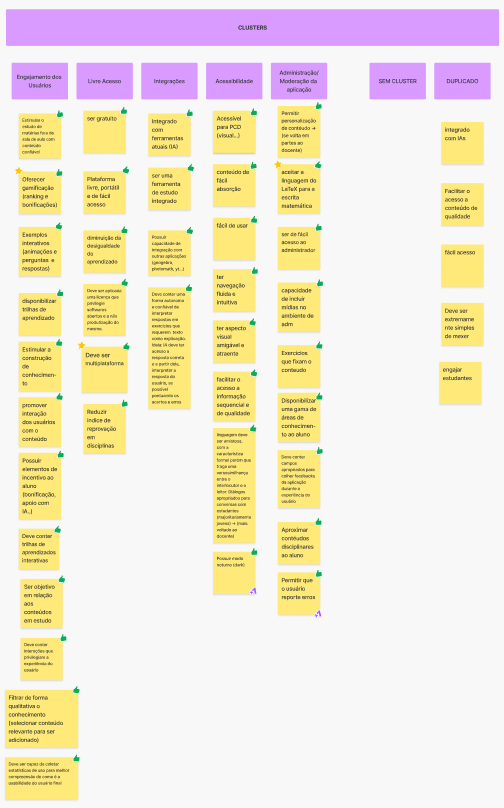 CLUSTERS
Engajamento dos
Usuários
Livre Acesso
Integrações
Acessibilidade
Administração/
Moderação da
aplicação
SEM CLUSTER
DUPLICADO
Estimular o
estudo de
matérias fora de
sala de aula com
conteúdo
confiável
Oferecer
gamificação
(ranking e
bonificações)
Exemplos
interativos
(animações e
perguntas e
respostas)
disponibilizar
trilhas de
aprendizado
Estimular a
construção
de
conhecimen-
to
promover
interação
dos usuários
com o
conteúdo
Possuir
elementos de
incentivo ao
aluno
(bonificação,
apoio com
IA..)
Deve conter
trilhas de
aprendizados
interativas
Ser objetivo
em relação
aos
conteúdos
em estudo
Deve conter
interações que
privilegiam a
experiência do
usuário
Filtrar de forma
qualitativa o
conhecimento
(selecionar conteúdo
relevante para ser
adicionado)
Deve ser capaz de coletar
estatísticas de uso para melhor
compreensão de como é a
usabilidade do usuário final
ser gratuito
Plataforma
livre, portátil
e de fácil
acesso
diminuição da
desigualdade
do
aprendizado
Deve ser aplicada
uma licença que
privilegie
softwares
abertos e a não
produtização do
mesmo.
Deve ser
multiplataforma
Reduzir
índice de
reprovação
em
disciplinas
Integrado
com
ferramentas
atuais (IA)
ser uma
ferramenta de
estudo
integrado
Possuir
capacidade de
integração com
outras aplicações
(geogebra,
photomath, yt...)
Deve conter uma
forma autonoma
e confiável de
interpretar
respostas em
exercícios que
requerem texto
como explicação.
Nota: IA deve ter
acesso a
resposta correta
e a partir dela,
interpretar a
resposta do
usuário, se
possível
pontuando os
acertos e erros
Acessível
para PCD
(visual...)
conteúdo
de fácil
absorção
fácil de usar
ter
navegação
fluida e
intuitiva
ter aspecto
visual
amigável e
atraente
facilitar o
acesso a
informação
sequencial e
de qualidade
linguagem deve
ser amistosa,
com a
característica
formal porém que
traga uma
verossimilhança
entre o
interlocutor e o
leitor. Diálogos
apropriados para
conversas com
estudantes
(majoritariamente
jovens) -> (mais
voltado ao
docente)
Possuir modo
noturno (dark)
Permitir
personalização
de conteúdo ->
(se volta em
partes ao
docente)
aceitar a
linguagem do
LaTeX para a
escrita
matemática
ser de fácil
acesso ao
administrador
capacidade
de incluir
mídias no
ambiente de
adm
Exercicios
que fixam o
conteudo
Disponibilizar
uma gama de
áreas de
conhecimen-
to ao aluno
Deve conter
campos
apropriados para
colher feedbacks
da aplicação
durante a
experiência do
usuário
Aproximar
contéudos
disciplinares
ao aluno
Permitir que
o usuário
reporte erros
integrado
com IAs
Facilitar o
acesso a
conteúdo de
qualidade
fácil acesso
Deve ser
extremame
nte simples
de mexer
engajar
estudantes